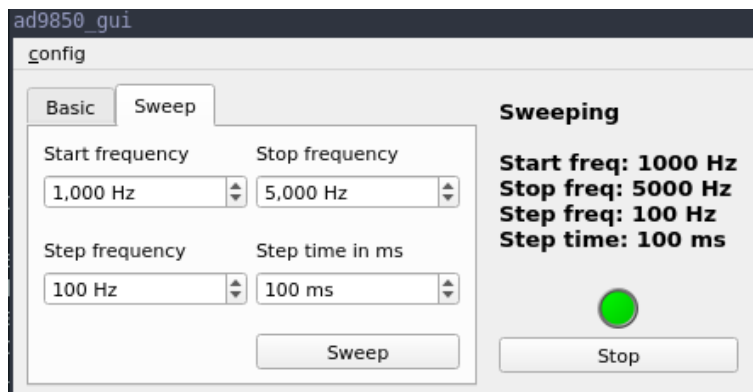 ad9850_gui
config
Basic Sweep
Start frequency Stop frequency
1,000 Hz 5,000 Hz
Step frequency Step time in ms
100 Hz 100 ms
Sweep
Sweeping
Start freq: 1000 Hz
Stop freq: 5000 Hz
Step freq: 100 Hz
Step time: 100 ms
Stop